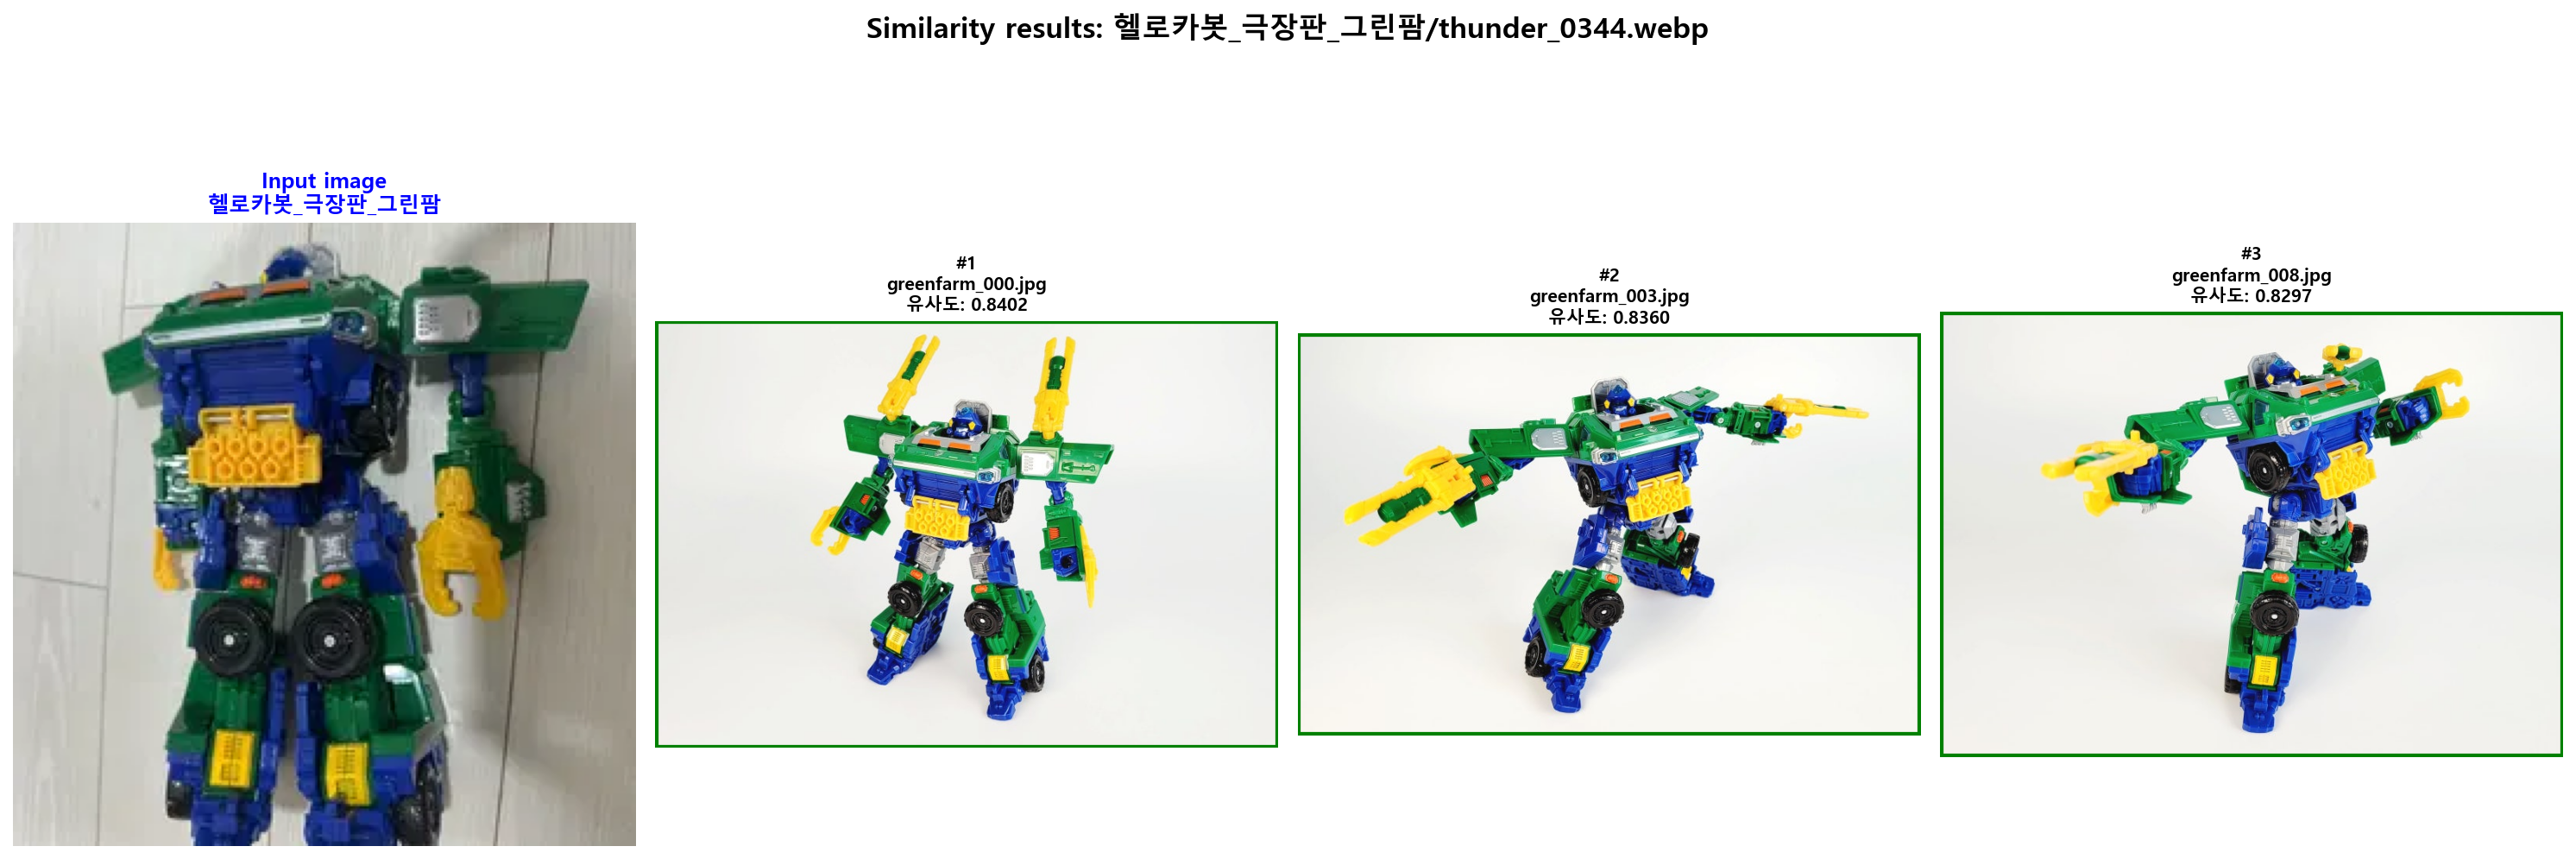 Similarity results: 헬로카봇_극장판_그린팜/thunder_0344.webp
Input image
헬로카봇_극장판_그린팜
#1
greenfarm_000.jpg
유사도: 0.8402
#2
greenfarm_003.jpg
유사도: 0.8360
#3
greenfarm_008.jpg
유사도: 0.8297